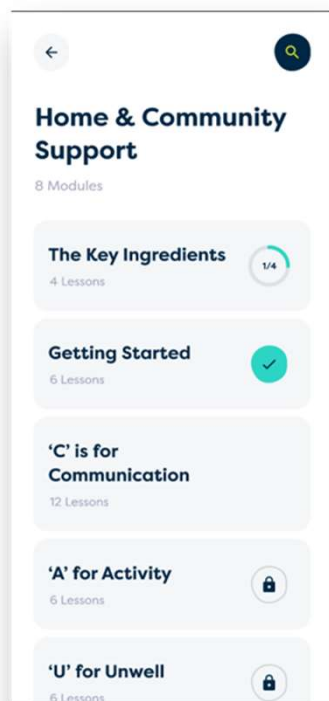 Home & Community
Support
8 Modules
The Key Ingredients
4 Lessons
1/4
Getting Started
6 Lessons
‘C’ is for
Communication
12 Lessons
‘A’ for Activity
6 Lessons
‘U’ for Unwell
6 Lessons